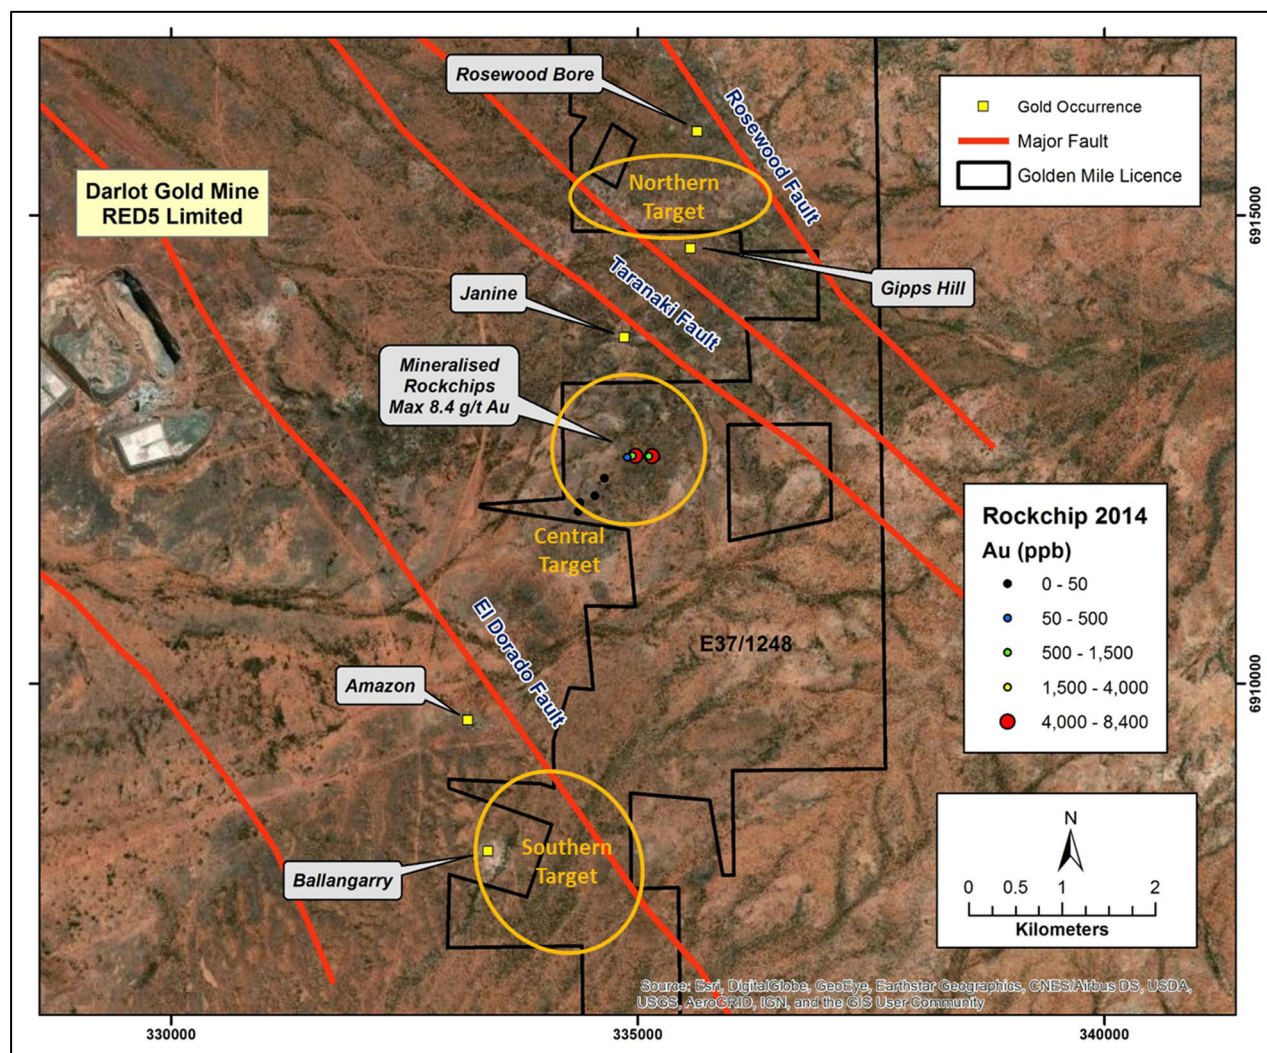 Rosewood Bore
Gold Occurrence
Major Fault
Golden Mile Licence
Rosewood Fault
Darlot Gold Mine
RED5 Limited
Northern
Target
6915000
Taranaki Fault
Gipps Hill
Janine
Mineralised
Rockchips
Max 8.4 g/t Au
Central
Target
Rockchip 2014
Au (ppb)
0 - 50
50 - 500
500 - 1,500
1,500 - 4,000
4,000 - 8,400
El Dorado Fault
E37/1248
6910000
Amazon
Southern
Target
Ballangarry
N
0 0.5 1 2
Kilometers
Source: Esri, DigitalGlobe, GeoEye, Earthstar Geographics, CNES/Airbus DS, USDA,
USGS, AeroGRID, IGN, and the GIS User Community
330000 335000 340000